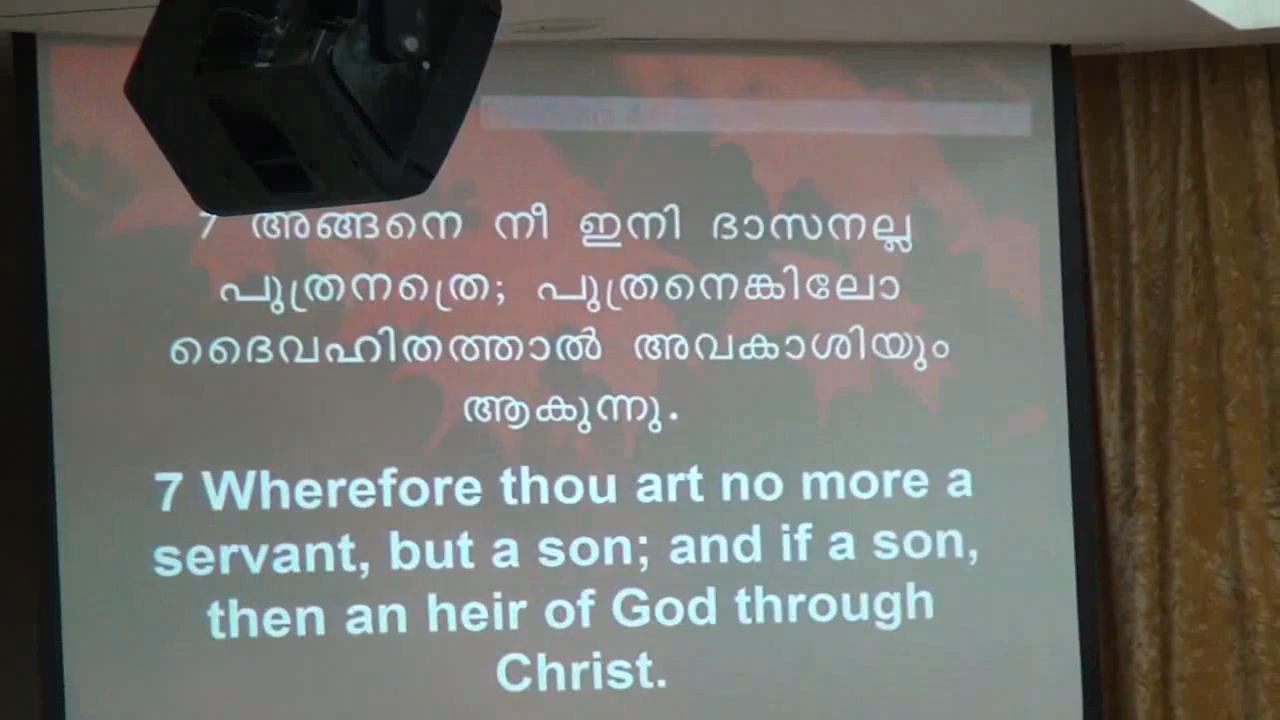 7 അങ്ങനെ നീ ഇനി ദാസനല്ല
പുത്രനത്രെ; പുത്രനെങ്കിലോ
ദൈവഹിതത്താൽ അവകാശിയും
ആകുന്നു.
7 Wherefore thou art no more a
servant, but a son; and if a son,
then an heir of God through
Christ.